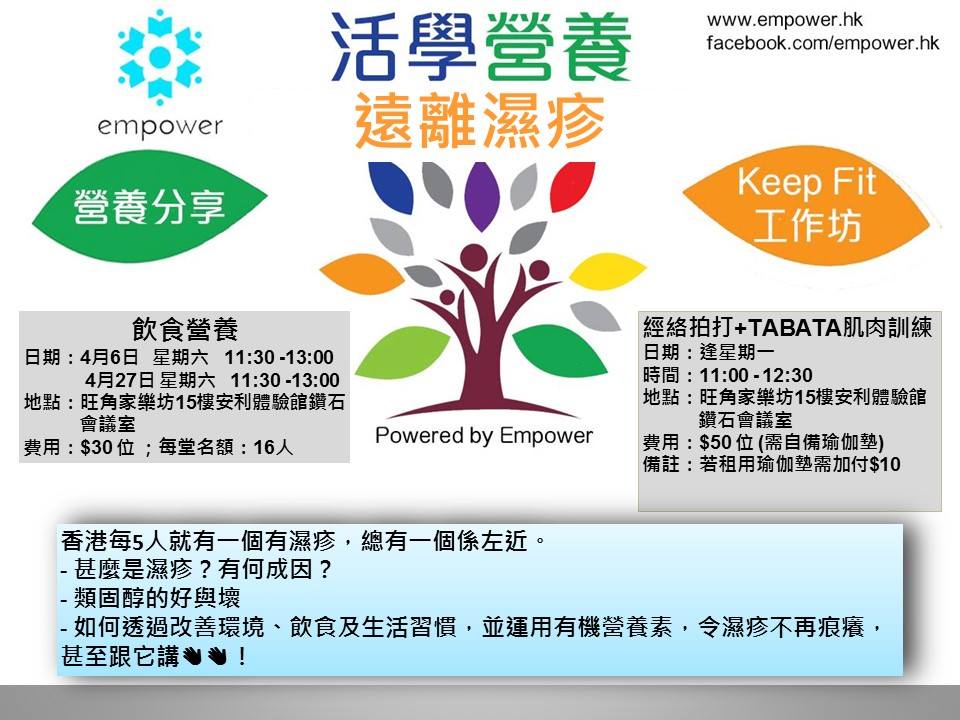 empower
活學營養
遠離濕疹
www.empower.hk
facebook.com/empower.hk
營養分享
Keep Fit
工作坊
飲食營養
日期：4月6日 星期六 11:30 -13:00
4月27日 星期六 11:30 -13:00
地點：旺角家樂坊15樓安利體驗館鑽石
會議室
費用：$30 位 ；每堂名額：16人
Powered by Empower
經絡拍打+TABATA肌肉訓練
日期：逢星期一
時間：11:00 - 12:30
地點：旺角家樂坊15樓安利體驗館
鑽石會議室
費用：$50 位 (需自備瑜伽墊)
備註：若租用瑜伽墊需加付$10
香港每5人就有一個有濕疹，總有一個係左近。
- 甚麼是濕疹？有何成因？
- 類固醇的好與壞
- 如何透過改善環境、飲食及生活習慣，並運用有機營養素，令濕疹不再痕癢，
甚至跟它講👋👋！